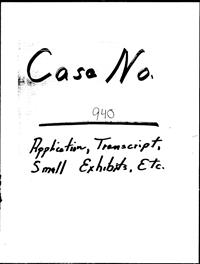 Case No.
940
Application, Transcript,
Small Exhibits, Etc.